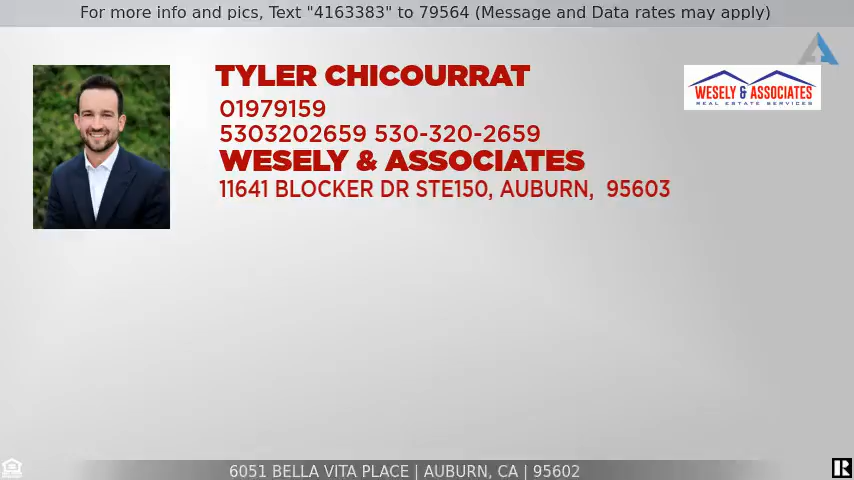 For more info and pics, Text "4163383" to 79564 (Message and Data rates may apply)
TYLER CHICOURRAT
01979159
5303202659 530-320-2659
WESELY & ASSOCIATES
11641 BLOCKER DR STE150, AUBURN,  95603
WESELY & ASSOCIATES
REAL ESTATE SERVICES
6051 BELLA VITA PLACE | AUBURN, CA | 95602